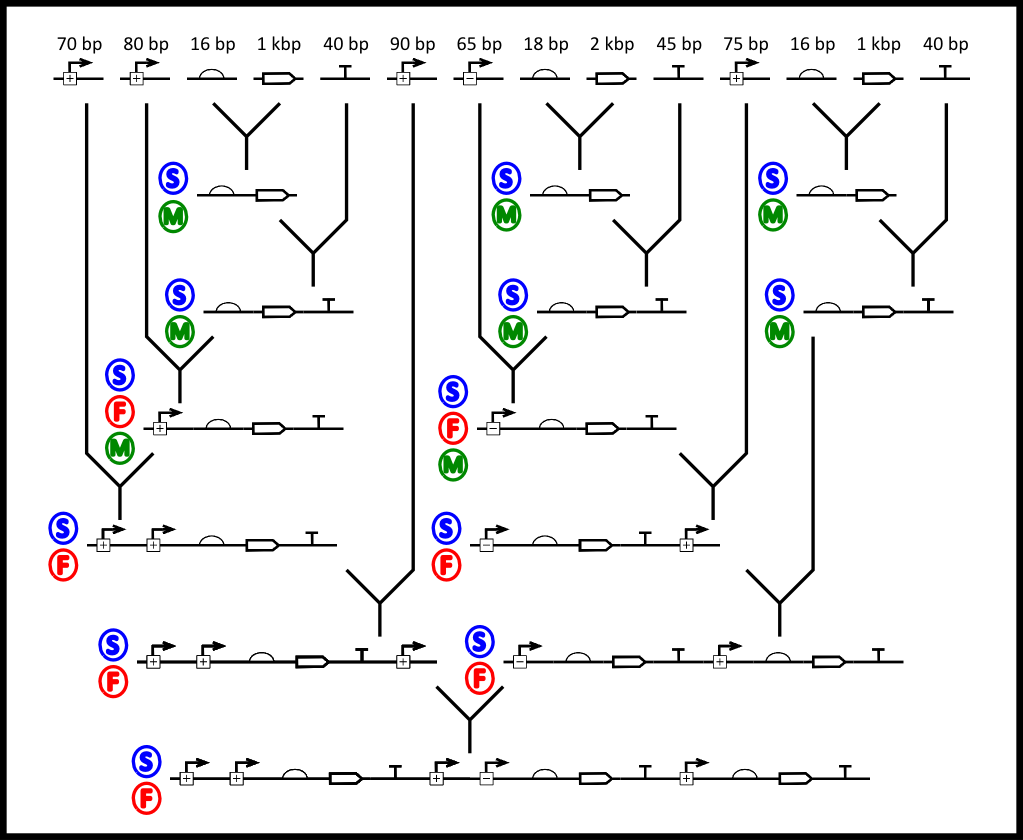 70 bp 80 bp 16 bp 1 kbp 40 bp 90 bp 65 bp 18 bp 2 kbp 45 bp 75 bp 16 bp 1 kbp 40 bp
+ + + - +
S S S
M M M
S S S
M M M
S S
F F
M M
+ -
S S
F F
+ + - +
S S
F F
+ + + - +
S
F
+ + + - +